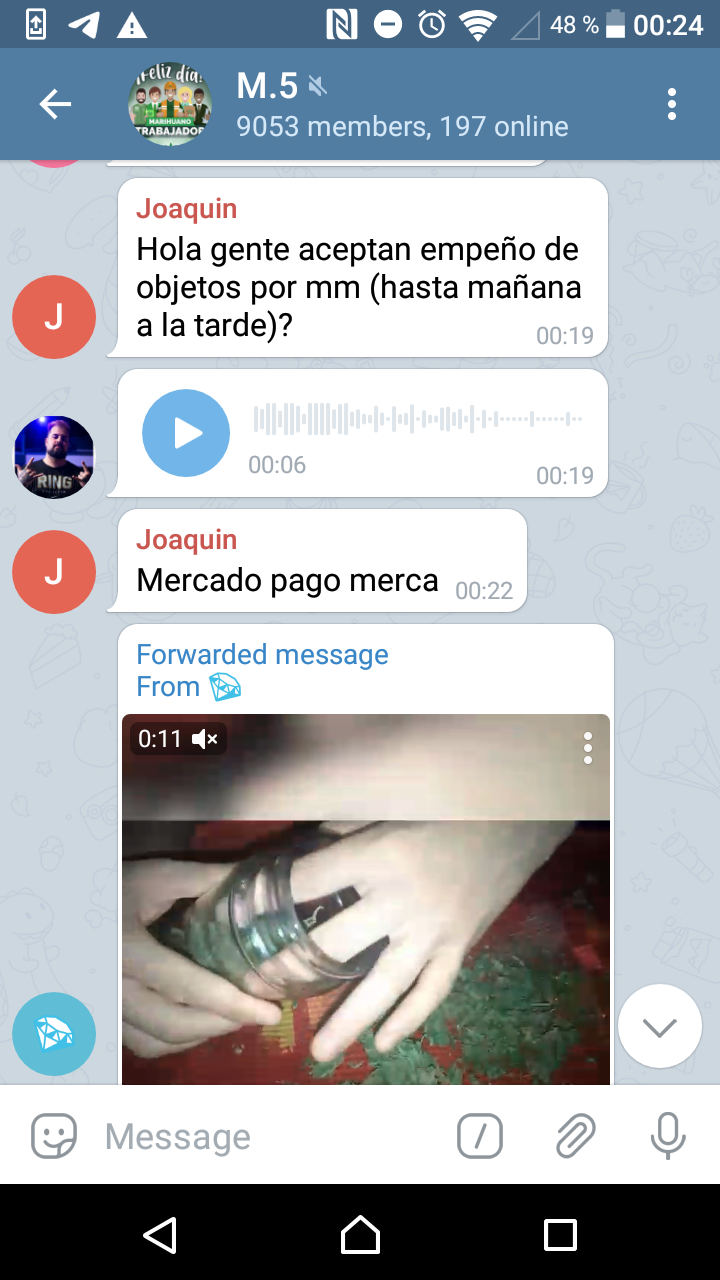 48 %
00:24
¡Feliz día!
MARIHUANO
TRABAJADOR
M.5
9053 members, 197 online
Joaquin
Hola gente aceptan empeño de
objetos por mm (hasta mañana
a la tarde)?
00:19
J
RING
00:06
00:19
Joaquin
Mercado pago merca
00:22
J
Forwarded message
From
0:11
Message